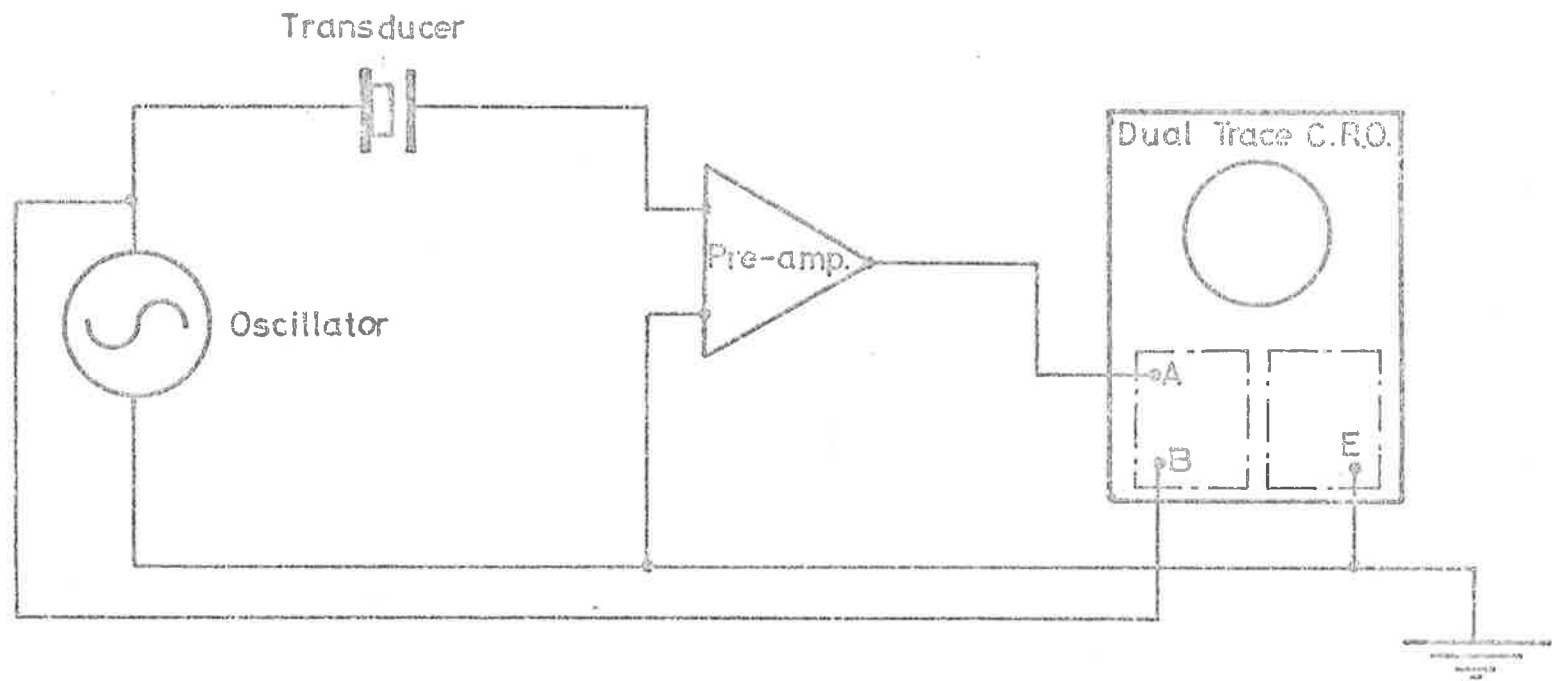 Transducer
Dual Trace C.R.O.
Pre-amp.
Oscillator
A
B
E